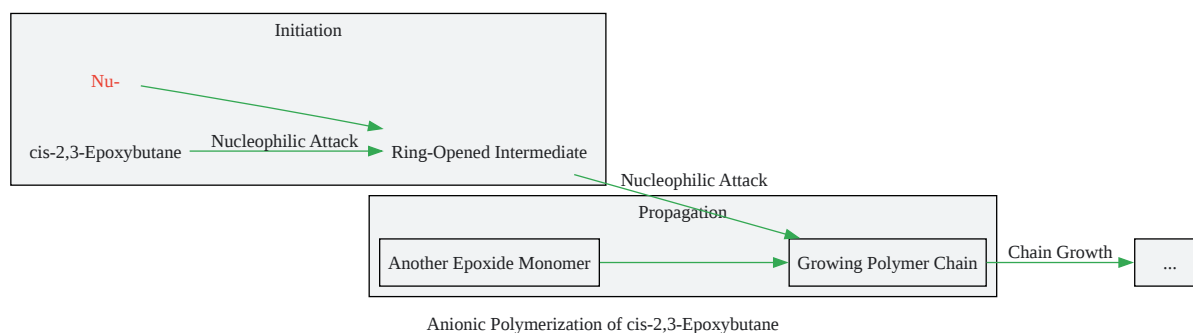 Initiation
Nu-
cis-2,3-Epoxybutane
Nucleophilic Attack
Ring-Opened Intermediate
Nucleophilic Attack
Propagation
Another Epoxide Monomer
Growing Polymer Chain
Chain Growth
...
Anionic Polymerization of cis-2,3-Epoxybutane